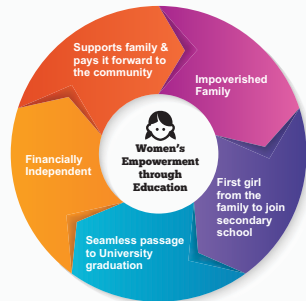 Supports family &
pays it forward to
the community
Impoverished
Family
First girl
from the
family to join
secondary
school
Seamless passage
to University
graduation
Financially
Independent
Women's
Empowerment
through
Education